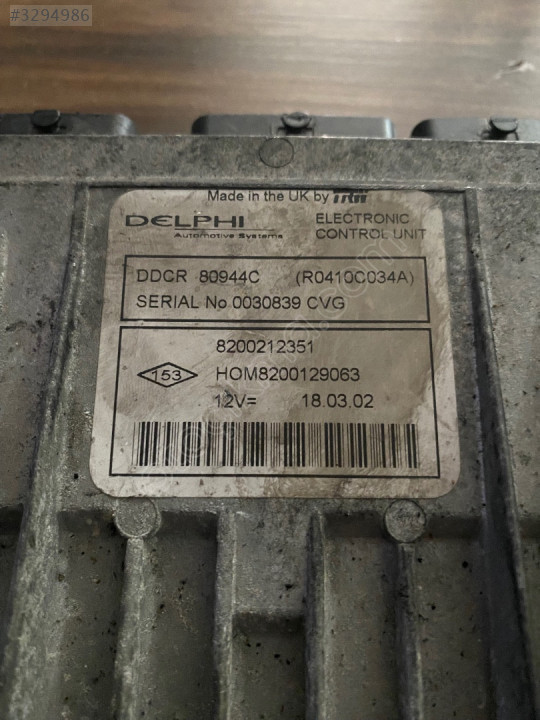 #3294986
Made in the UK by TRW
DELPHI
Automotive Systems
ELECTRONIC
CONTROL UNIT
DDCR 80944C (R0410C034A)
SERIAL No 0030839 CVG
8200212351
153 HOM8200129063
12V= 18.03.02